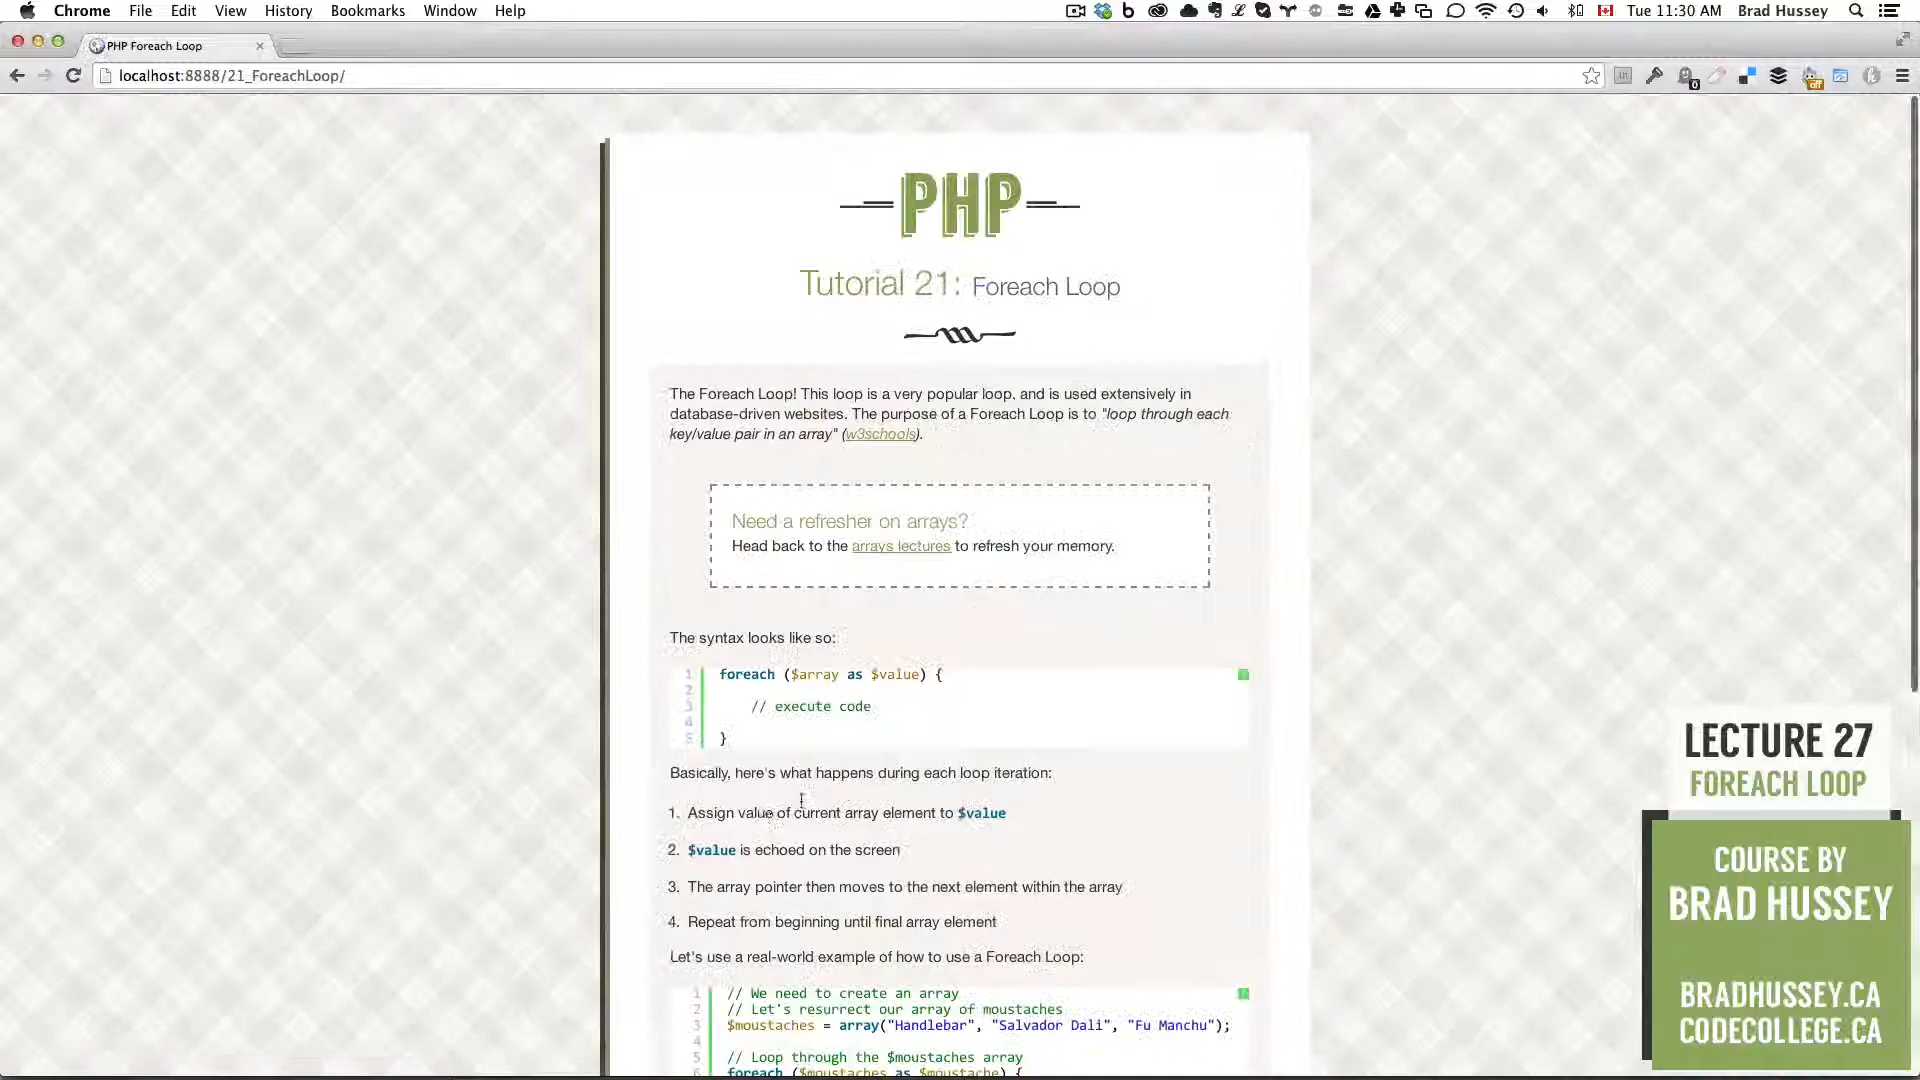 Chrome File Edit View History Bookmarks Window Help Tue 11:30 AM Brad Hussey
PHP Foreach Loop
localhost:8888/21_ForeachLoop/
PHP
Tutorial 21: Foreach Loop
The Foreach Loop! This loop is a very popular loop, and is used extensively in
database-driven websites. The purpose of a Foreach Loop is to "loop through each
key/value pair in an array" (w3schools).
Need a refresher on arrays?
Head back to the arrays lectures to refresh your memory.
The syntax looks like so:
1 foreach ($array as $value) {
2
3 // execute code
4
5 }
Basically, here's what happens during each loop iteration:
1. Assign value of current array element to $value
2. $value is echoed on the screen
3. The array pointer then moves to the next element within the array
4. Repeat from beginning until final array element
Let's use a real-world example of how to use a Foreach Loop:
1 // We need to create an array
2 // Let's resurrect our array of moustaches
3 $moustaches = array("Handlebar", "Salvador Dali", "Fu Manchu");
4
5 // Loop through the $moustaches array
6 foreach ($moustaches as $moustache) {
LECTURE 27
FOREACH LOOP
COURSE BY
BRAD HUSSEY
BRADHUSSEY.CA
CODECOLLEGE.CA